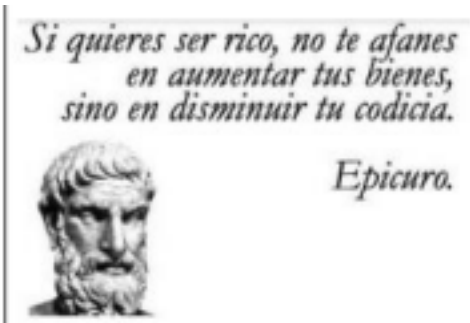 Si quieres ser rico, no te afanes
en aumentar tus bienes,
sino en disminuir tu codicia.
Epicuro.